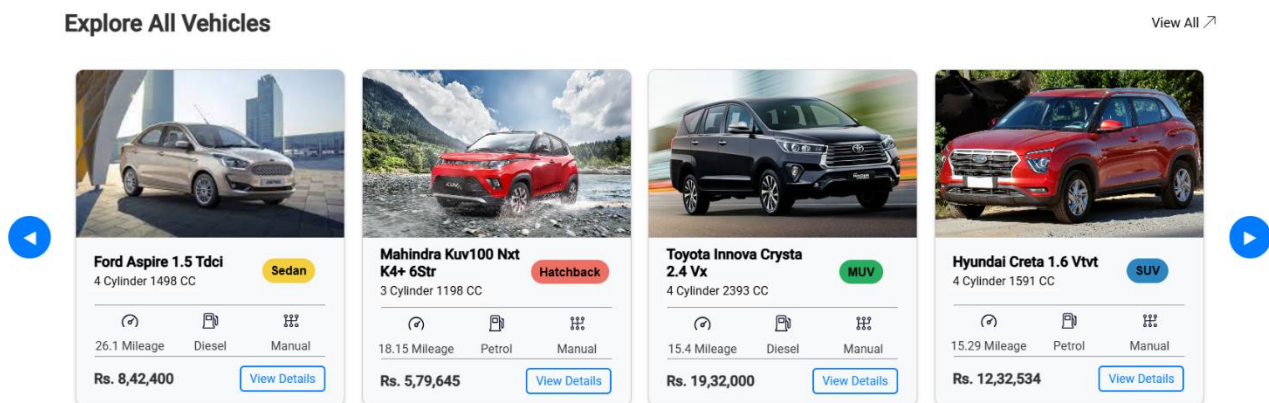 Explore All Vehicles
View All
Ford Aspire 1.5 Tdci
Sedan
4 Cylinder 1498 CC
26.1 Mileage
Diesel
Manual
Rs. 8,42,400
View Details
Mahindra Kuv100 Nxt
K4+ 6Str
Hatchback
3 Cylinder 1198 CC
18.15 Mileage
Petrol
Manual
Rs. 5,79,645
View Details
Toyota Innova Crysta
2.4 Vx
MUV
4 Cylinder 2393 CC
15.4 Mileage
Diesel
Manual
Rs. 19,32,000
View Details
Hyundai Creta 1.6 Vtvt
SUV
4 Cylinder 1591 CC
15.29 Mileage
Petrol
Manual
Rs. 12,32,534
View Details